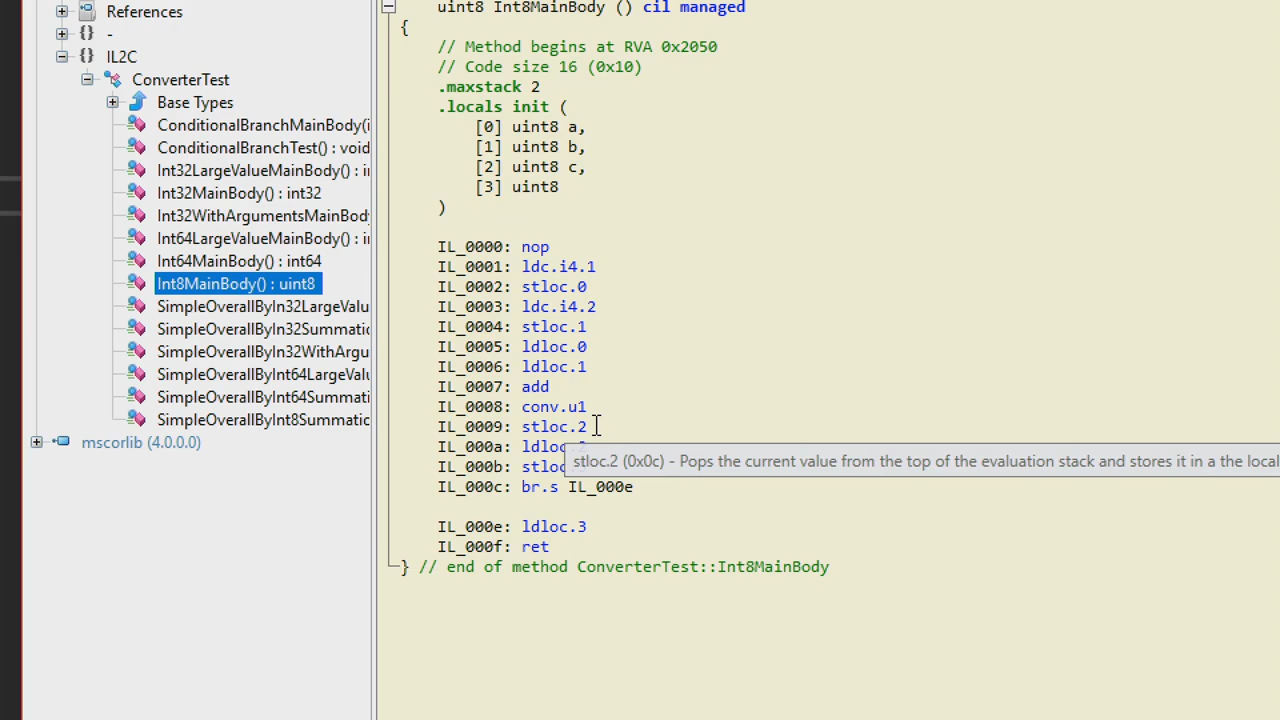 References
-
IL2C
ConverterTest
Base Types
ConditionalBranchMainBody(i
ConditionalBranchTest() : void
Int32LargeValueMainBody() : i
Int32MainBody() : int32
Int32WithArgumentsMainBod
Int64LargeValueMainBody() : i
Int64MainBody() : int64
Int8MainBody() : uint8
SimpleOverallByIn32LargeValu
SimpleOverallByIn32Summatic
SimpleOverallByIn32WithArgu
SimpleOverallByInt64LargeValu
SimpleOverallByInt64Summati
SimpleOverallByInt8Summatic
mscorlib (4.0.0.0)
uint8 Int8MainBody () cil managed
{
// Method begins at RVA 0x2050
// Code size 16 (0x10)
.maxstack 2
.locals init (
[0] uint8 a,
[1] uint8 b,
[2] uint8 c,
[3] uint8
)
IL_0000: nop
IL_0001: ldc.i4.1
IL_0002: stloc.0
IL_0003: ldc.i4.2
IL_0004: stloc.1
IL_0005: ldloc.0
IL_0006: ldloc.1
IL_0007: add
IL_0008: conv.u1
IL_0009: stloc.2
IL_000a: ldloc
stloc.2 (0x0c) - Pops the current value from the top of the evaluation stack and stores it in a the local
IL_000b: stloc
IL_000c: br.s IL_000e
IL_000e: ldloc.3
IL_000f: ret
} // end of method ConverterTest::Int8MainBody